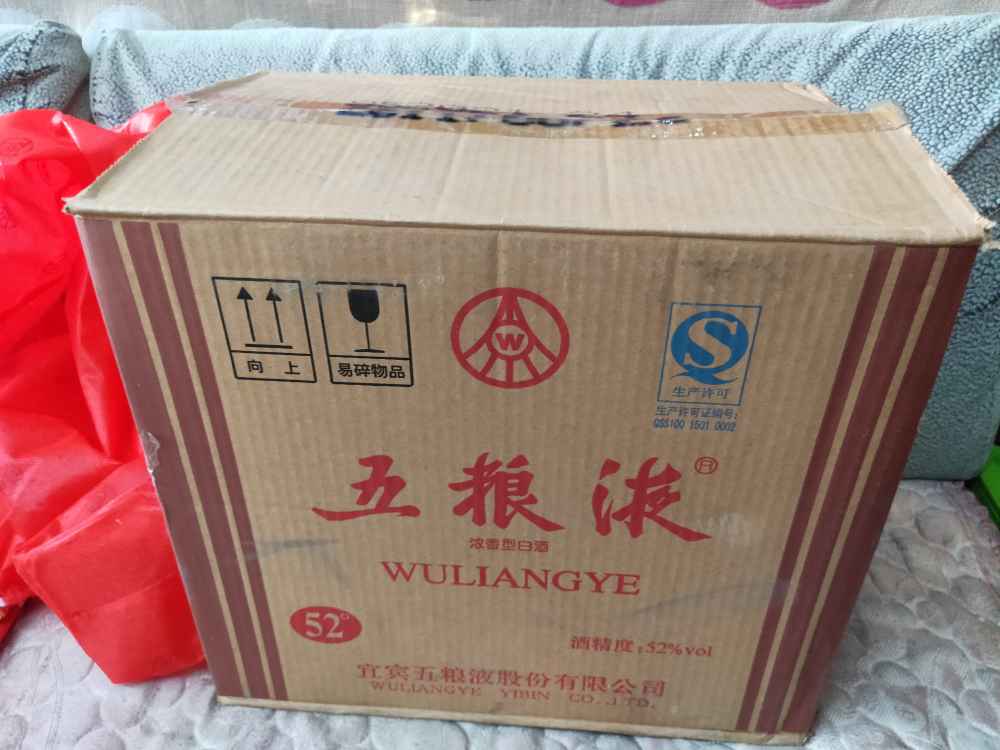 向 上
易碎物品
W
生产许可
生产许可证编号:
QS5100 1501 0002
五粮液®
浓香型白酒
WULIANGYE
52°
酒精度:52%vol
宜宾五粮液股份有限公司
WULIANGYE YIBIN CO.,LTD.